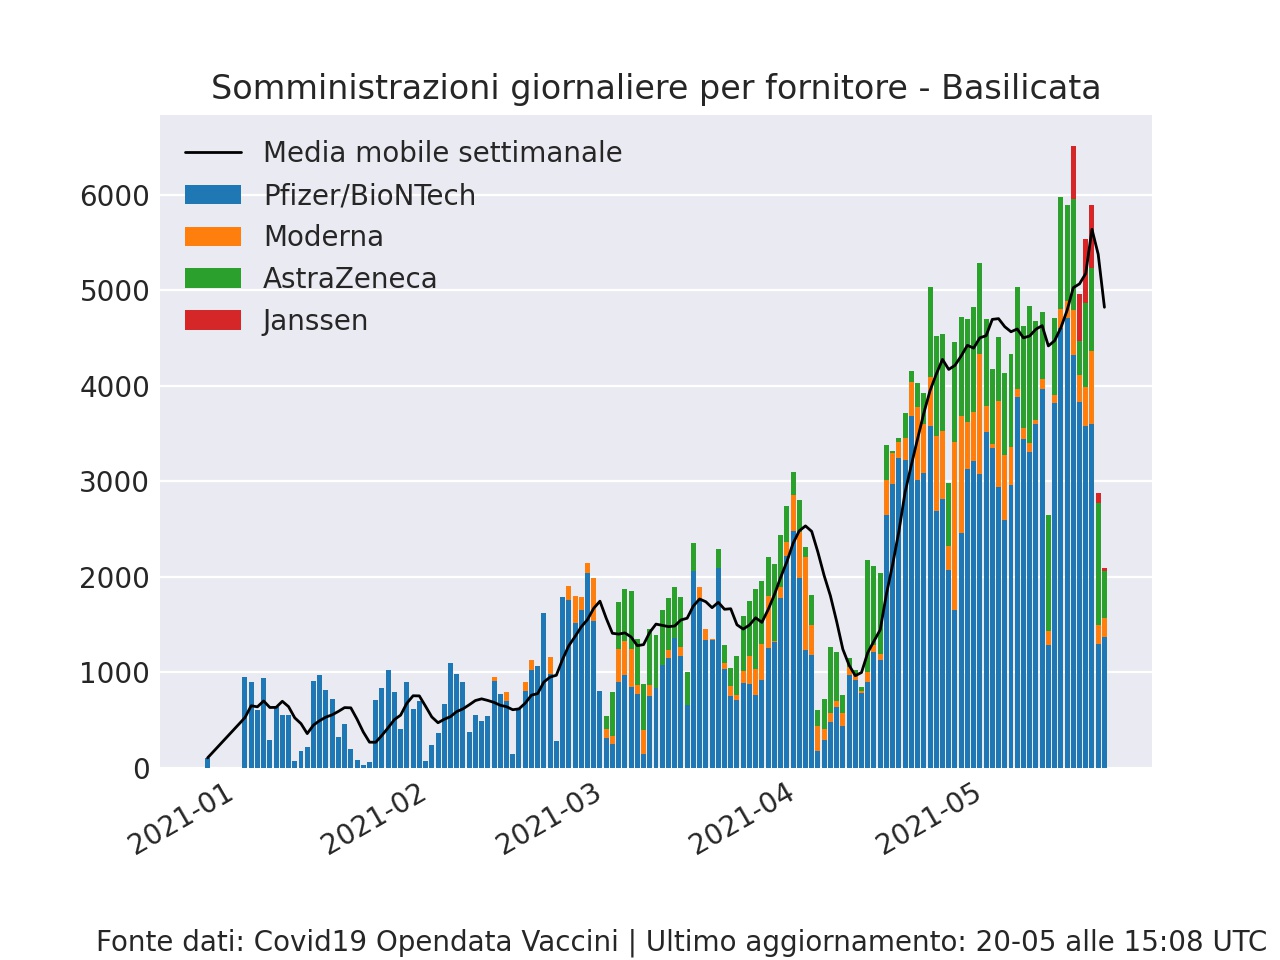 Somministrazioni giornaliere per fornitore - Basilicata
Media mobile settimanale
Pfizer/BioNTech
Moderna
AstraZeneca
Janssen
6000
5000
4000
3000
2000
1000
0
2021-01
2021-02
2021-03
2021-04
2021-05
Fonte dati: Covid19 Opendata Vaccini | Ultimo aggiornamento: 20-05 alle 15:08 UTC